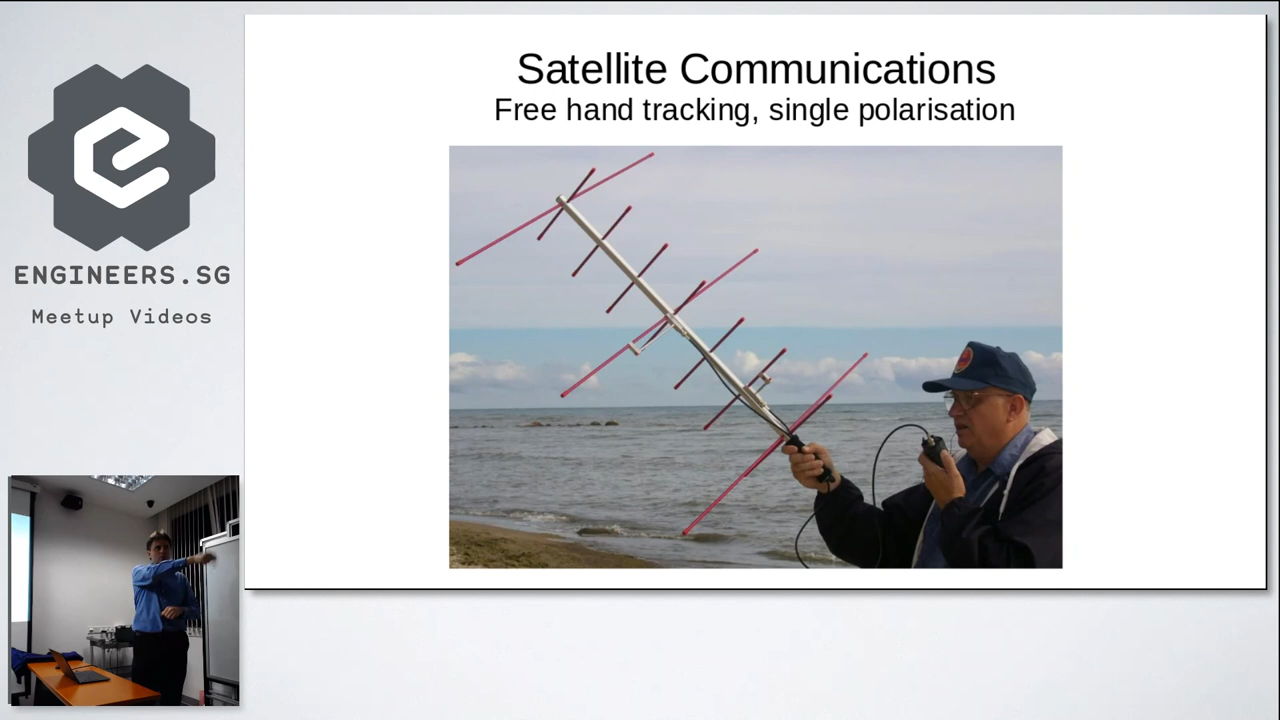 Satellite Communications
Free hand tracking, single polarisation
ENGINEERS.SG
Meetup Videos